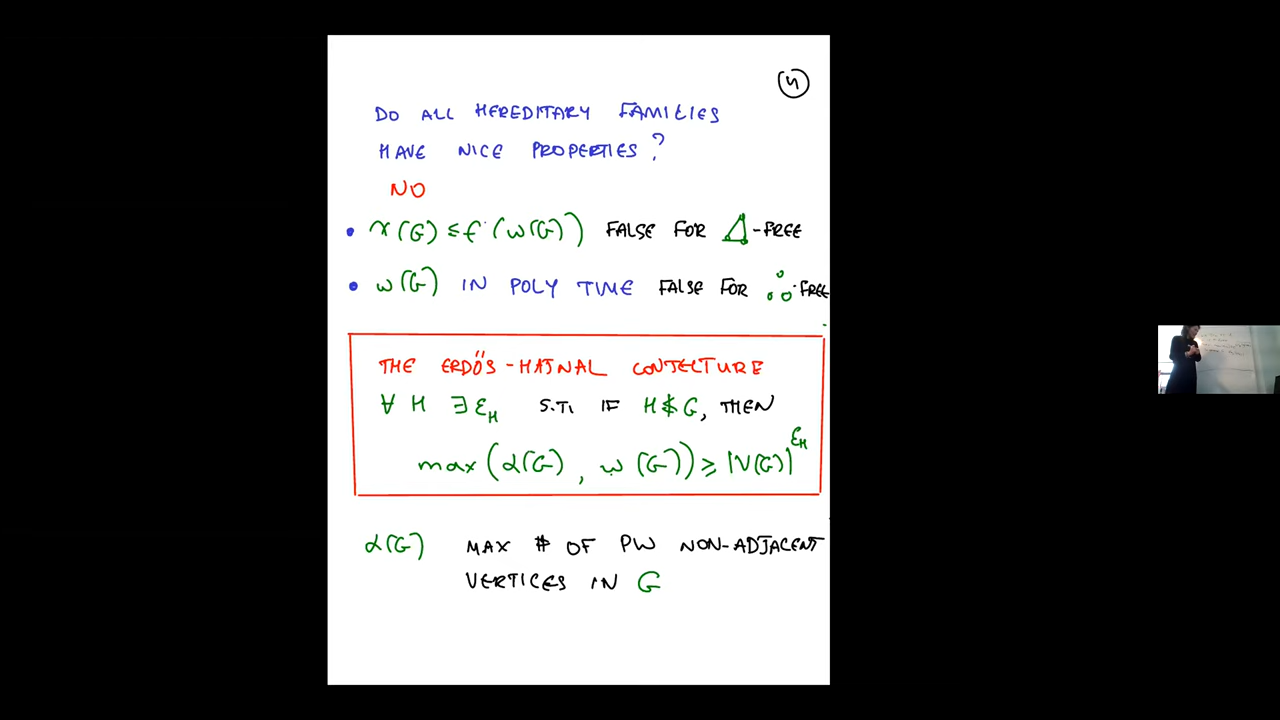 4
DO ALL HEREDITARY FAMILIES
HAVE NICE PROPERTIES?
NO
• χ(G) ≤ f(ω(G)) FALSE FOR △-FREE
• ω(G) IN POLY TIME FALSE FOR -FREE
THE ERDŐS-HAJNAL CONJECTURE
∀ H ∃ ε_H S.T. IF H ≰ G, THEN
max(α(G), ω(G)) ≥ |V(G)|^{ε_H}
α(G) MAX # OF PW NON-ADJACENT
VERTICES IN G